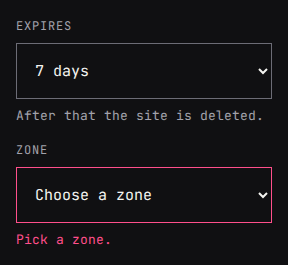 EXPIRES
7 days
After that the site is deleted.
ZONE
Choose a zone
Pick a zone.